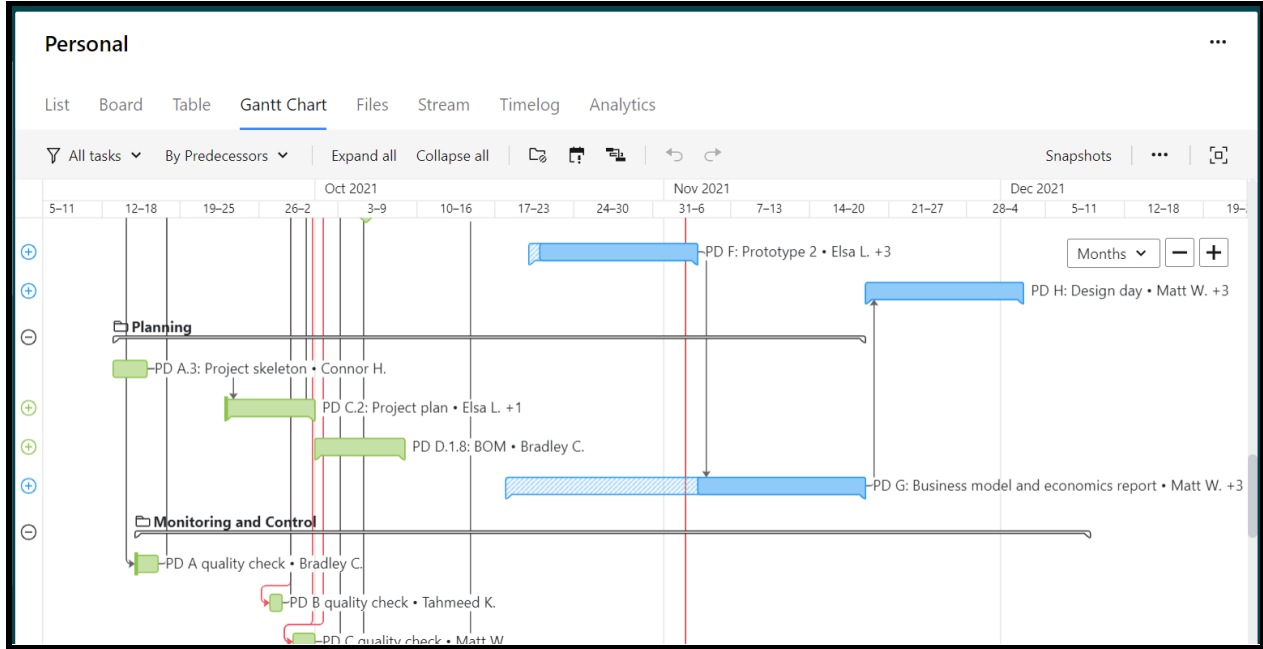 Personal
List Board Table Gantt Chart Files Stream Timelog Analytics
All tasks By Predecessors Expand all Collapse all Snapshots
Oct 2021 Nov 2021 Dec 2021
5–11 12–18 19–25 26–2 3–9 10–16 17–23 24–30 31–6 7–13 14–20 21–27 28–4 5–11 12–18 19–
PD F: Prototype 2 • Elsa L. +3
Months
PD H: Design day • Matt W. +3
Planning
PD A.3: Project skeleton • Connor H.
PD C.2: Project plan • Elsa L. +1
PD D.1.8: BOM • Bradley C.
PD G: Business model and economics report • Matt W. +3
Monitoring and Control
PD A quality check • Bradley C.
PD B quality check • Tahmeed K.
PD C quality check • Matt W.